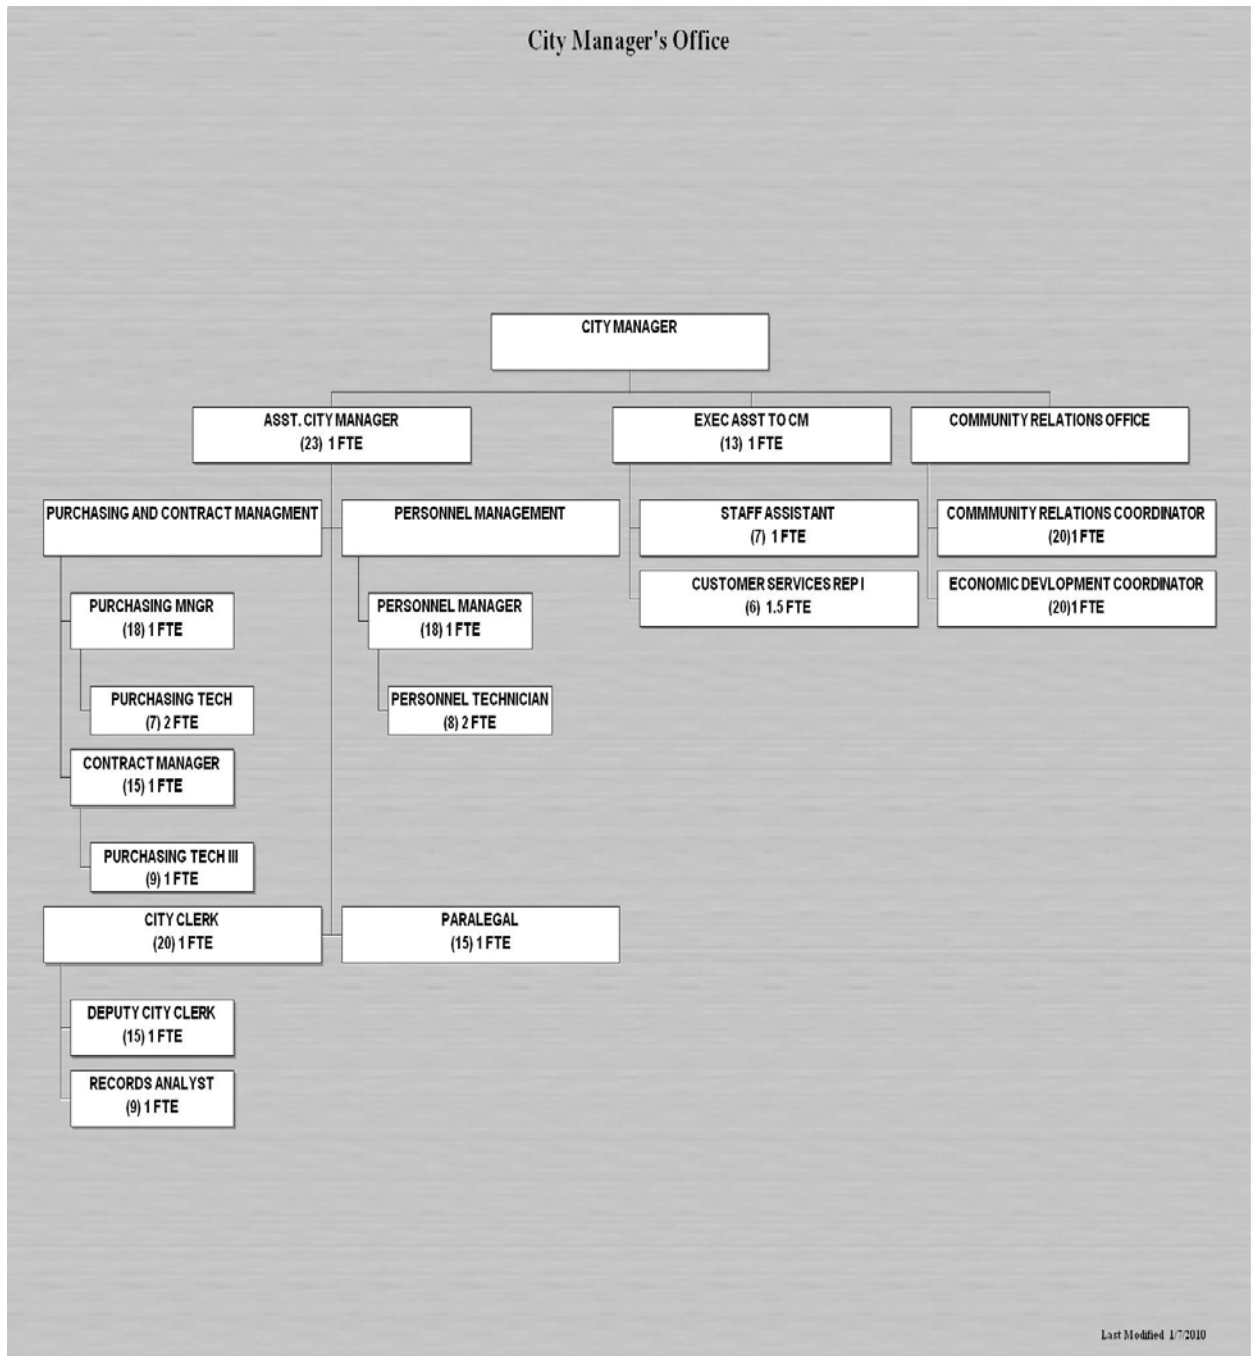 City Manager's Office
CITY MANAGER
ASST. CITY MANAGER
(23) 1 FTE
EXEC ASST TO CM
(13) 1 FTE
COMMUNITY RELATIONS OFFICE
PURCHASING AND CONTRACT MANAGMENT
PERSONNEL MANAGEMENT
STAFF ASSISTANT
(7) 1 FTE
COMMMUNITY RELATIONS COORDINATOR
(20)1 FTE
CUSTOMER SERVICES REP I
(6) 1.5 FTE
ECONOMIC DEVLOPMENT COORDINATOR
(20)1 FTE
PURCHASING MNGR
(18) 1 FTE
PERSONNEL MANAGER
(18) 1 FTE
PURCHASING TECH
(7) 2 FTE
PERSONNEL TECHNICIAN
(8) 2 FTE
CONTRACT MANAGER
(15) 1 FTE
PURCHASING TECH III
(9) 1 FTE
CITY CLERK
(20) 1 FTE
PARALEGAL
(15) 1 FTE
DEPUTY CITY CLERK
(15) 1 FTE
RECORDS ANALYST
(9) 1 FTE
Last Modified 1/7/2010